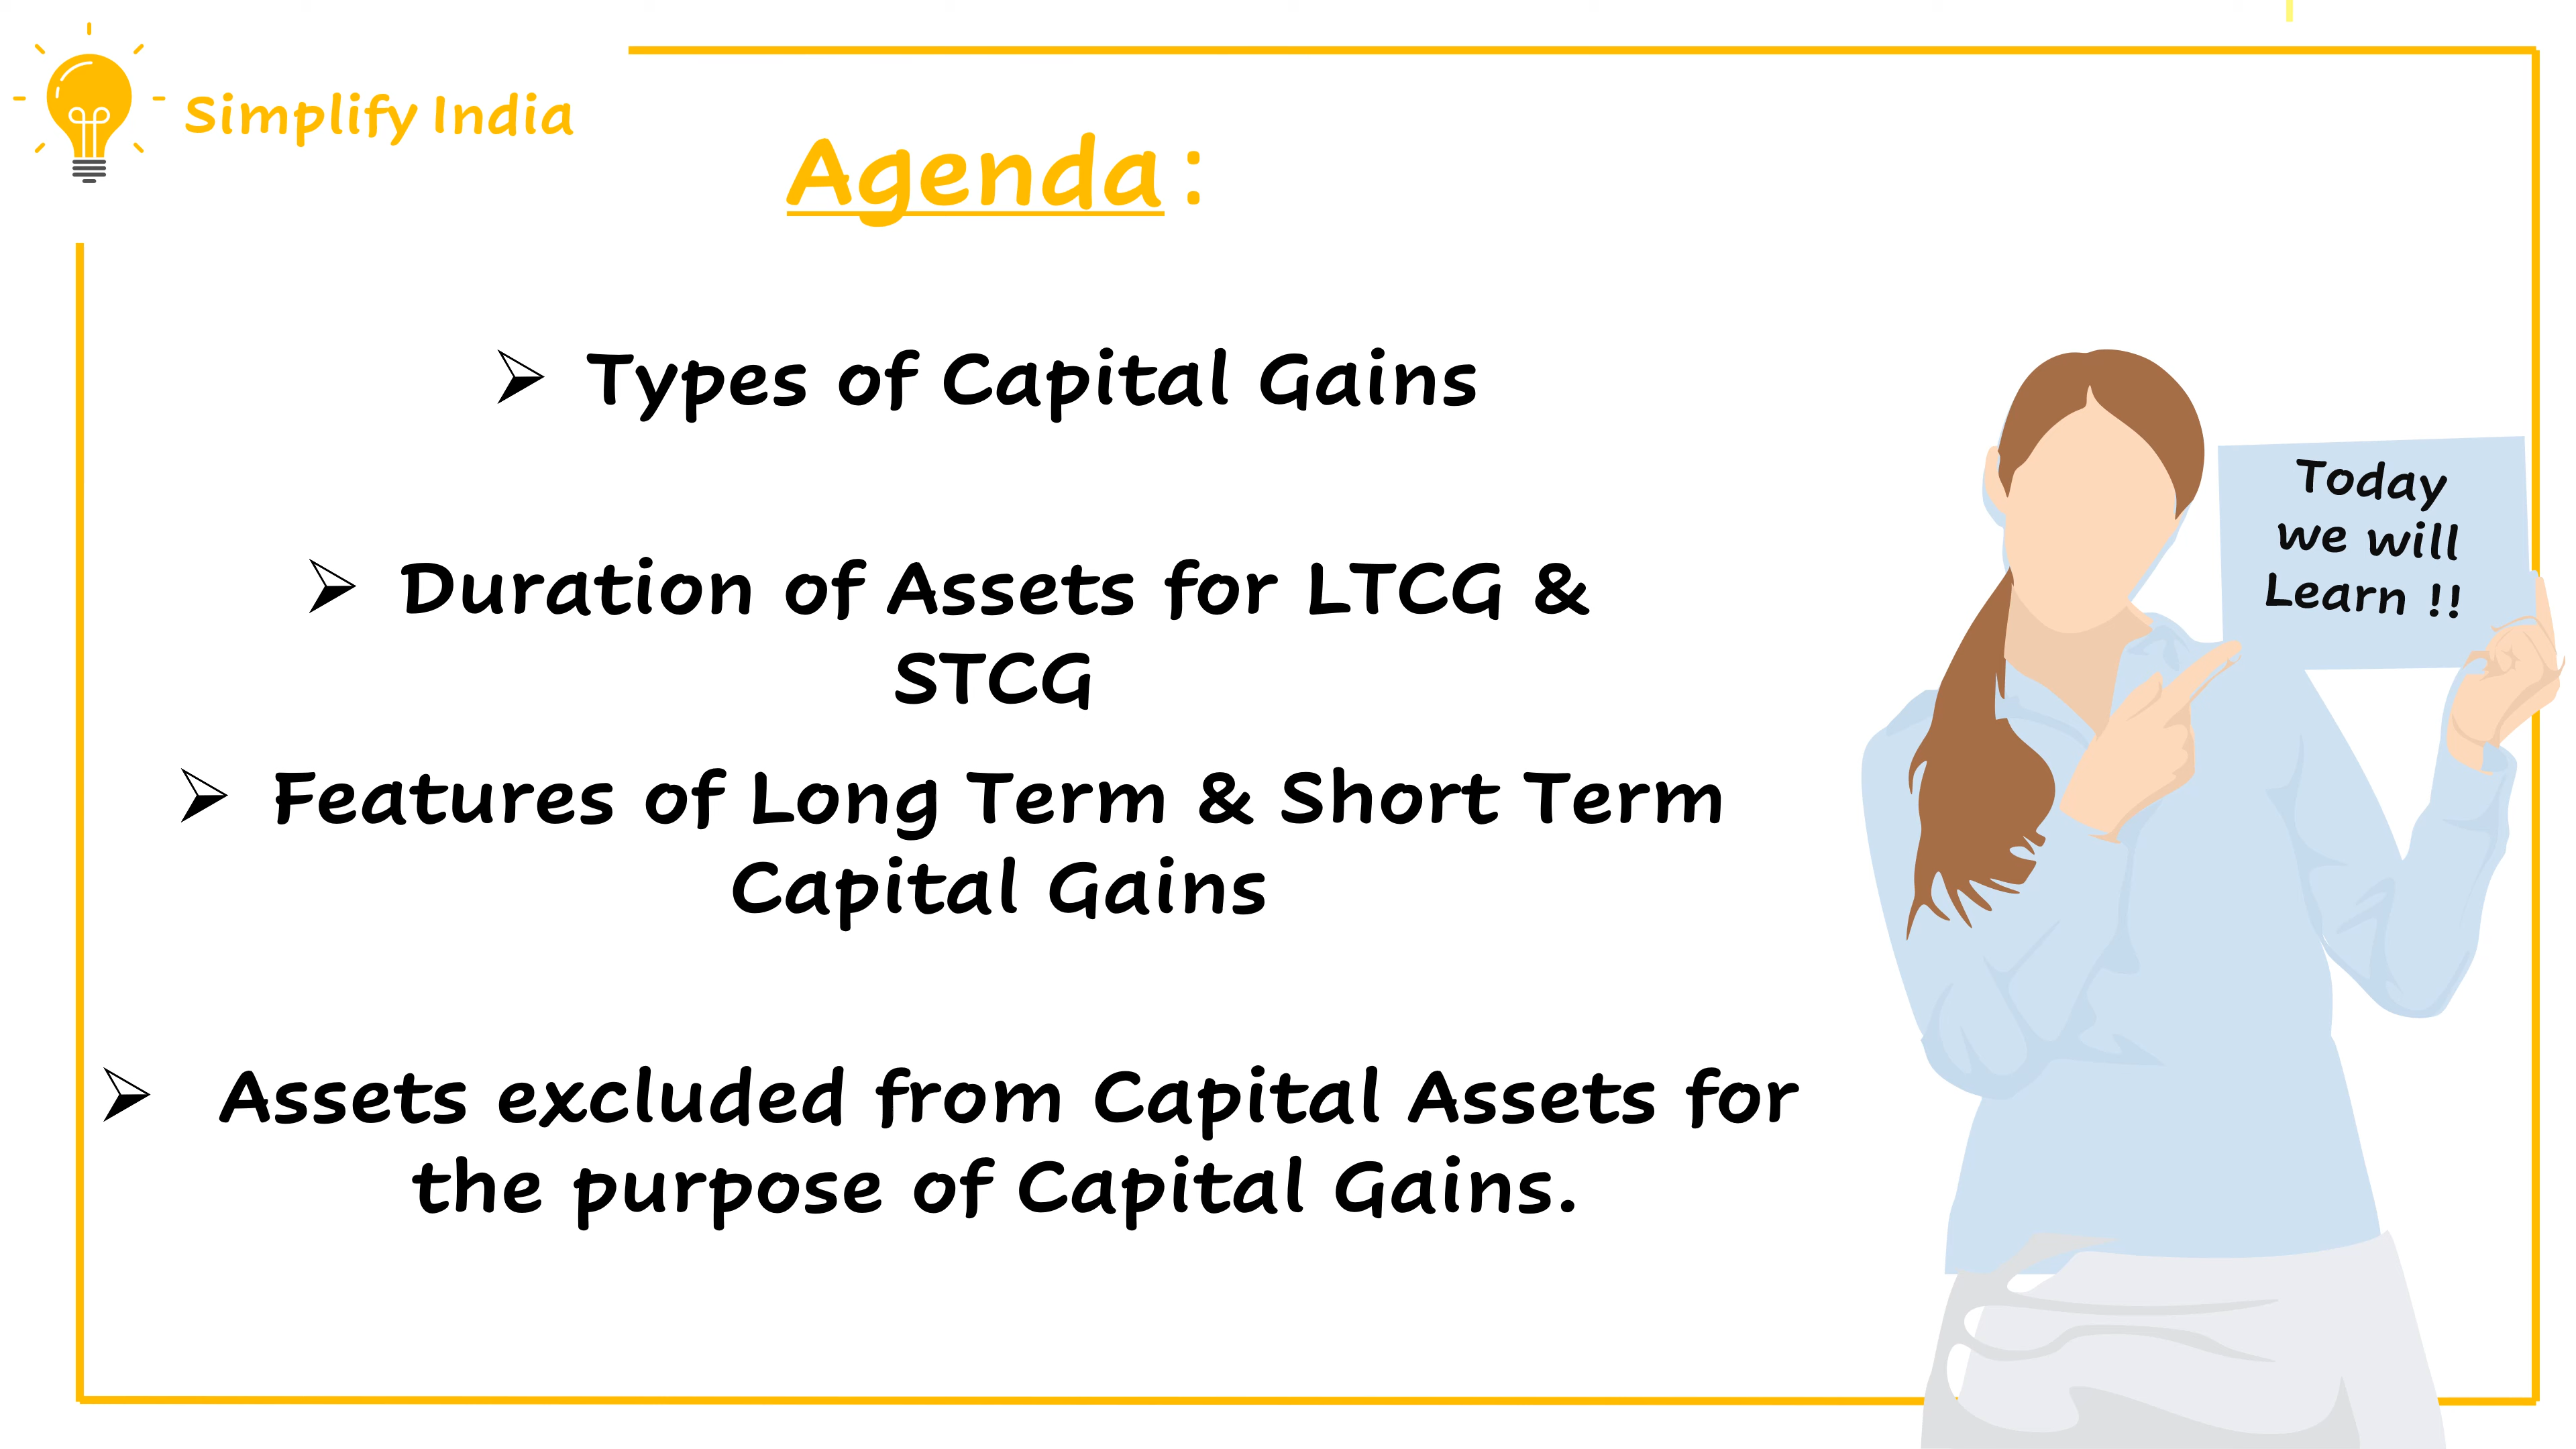 Simplify India
Agenda :
➢ Types of Capital Gains
➢ Duration of Assets for LTCG &
STCG
➢ Features of Long Term & Short Term
Capital Gains
➢ Assets excluded from Capital Assets for
the purpose of Capital Gains.
Today
we will
Learn !!